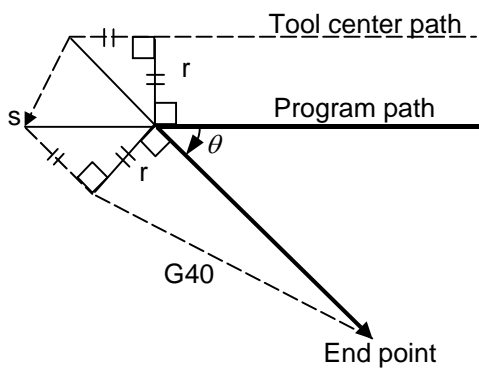 Tool center path
r
Program path
s
θ
r
G40
End point